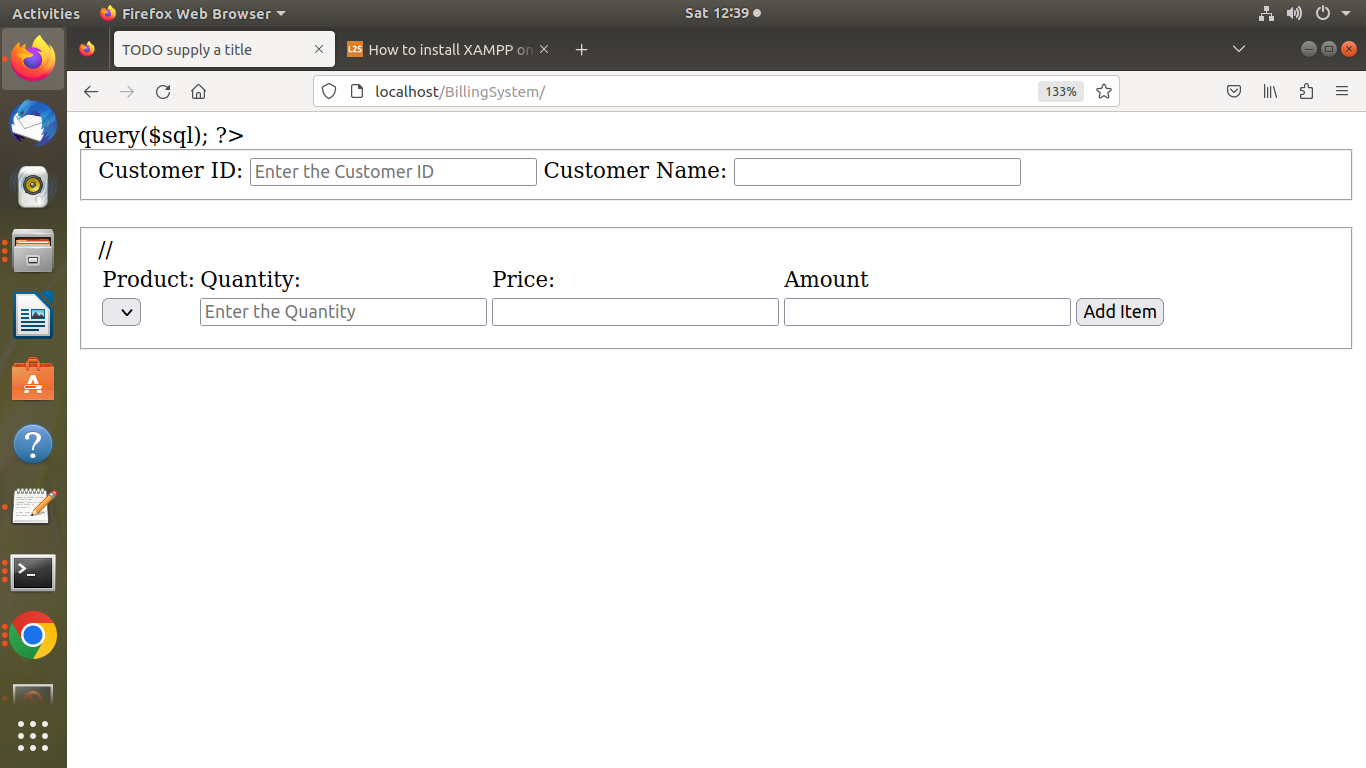 Activities Firefox Web Browser Sat 12:39
TODO supply a title L2S How to install XAMPP on
localhost/BillingSystem/ 133%
query($sql); ?>
Customer ID: Enter the Customer ID Customer Name:
//
Product: Quantity: Price: Amount
Enter the Quantity Add Item